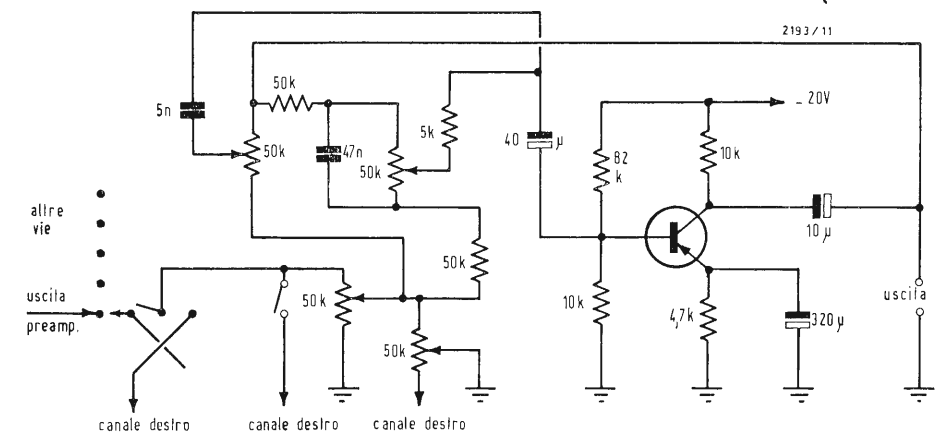 2193/11
50k
5n
5k
_ 20V
50k
47n
50k
40 μ
82
k
10k
10μ
altre
vie
50k
uscita
preamp.
50k
10k
4,7k
320μ
uscita
50k
canale destro
canale destro
canale destro